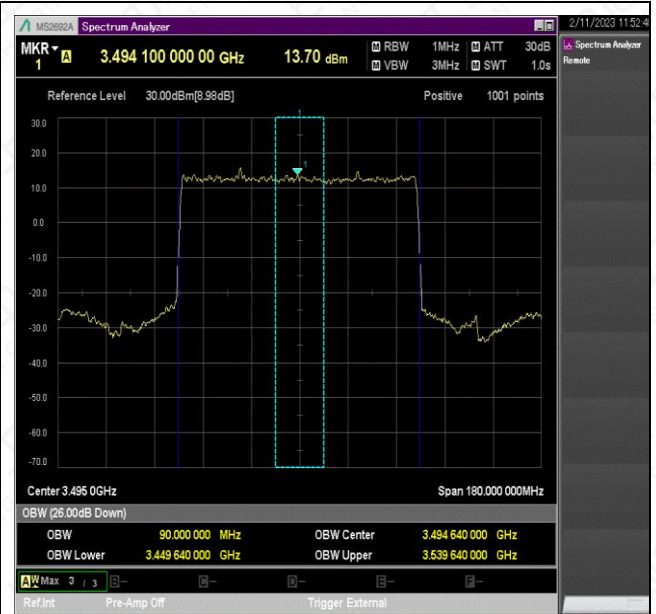 MS2692A Spectrum Analyzer
2/11/2023 11:52:4
MKR A 3.494 100 000 00 GHz 13.70 dBm M RBW 1MHz M ATT 30dB
1 M VBW 3MHz M SWT 1.0s
Spectrum Analyzer
Remote
Reference Level 30.00dBm[8.98dB] Positive 1001 points
1
30.0
20.0
1
10.0
0.0
-10.0
-20.0
-30.0
-40.0
-50.0
-60.0
-70.0
Center 3.495 0GHz Span 180.000 000MHz
OBW (26.00dB Down)
OBW 90.000 000 MHz OBW Center 3.494 640 000 GHz
OBW Lower 3.449 640 000 GHz OBW Upper 3.539 640 000 GHz
A W Max 3 / 3 B- C- D- E- F-
Ref.Int Pre-Amp Off Trigger External